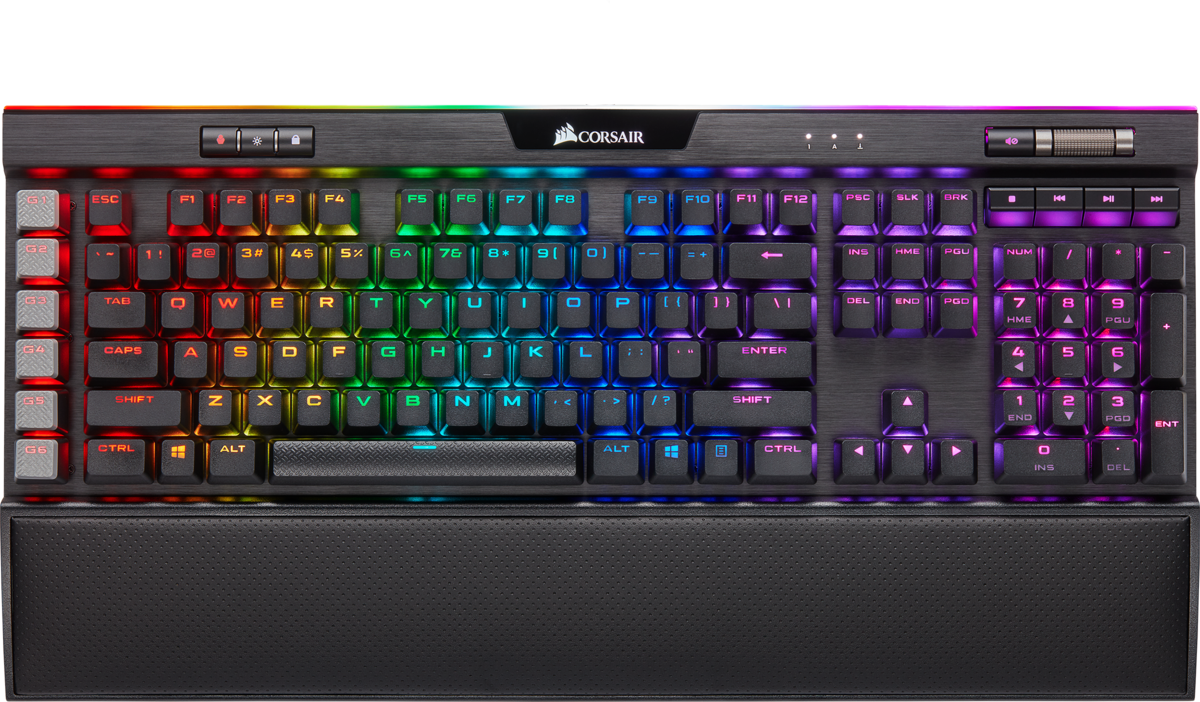 CORSAIR
1 A
G1 ESC F1 F2 F3 F4 F5 F6 F7 F8 F9 F10 F11 F12 PSC SLK BRK
G2 ` ~ 1 ! 2 @ 3 # 4 $ 5 % 6 ^ 7 & 8 * 9 ( 0 ) - _ = + INS HME PGU NUM / * -
G3 TAB Q W E R T Y U I O P [ { ] } \ | DEL END PGD 7 HME 8 9 PGU +
G4 CAPS A S D F G H J K L ; : ' " ENTER 4 5 6
G5 SHIFT Z X C V B N M , < . > / ? SHIFT 1 END 2 3 PGD ENT
G6 CTRL ALT ALT CTRL 0 INS . DEL